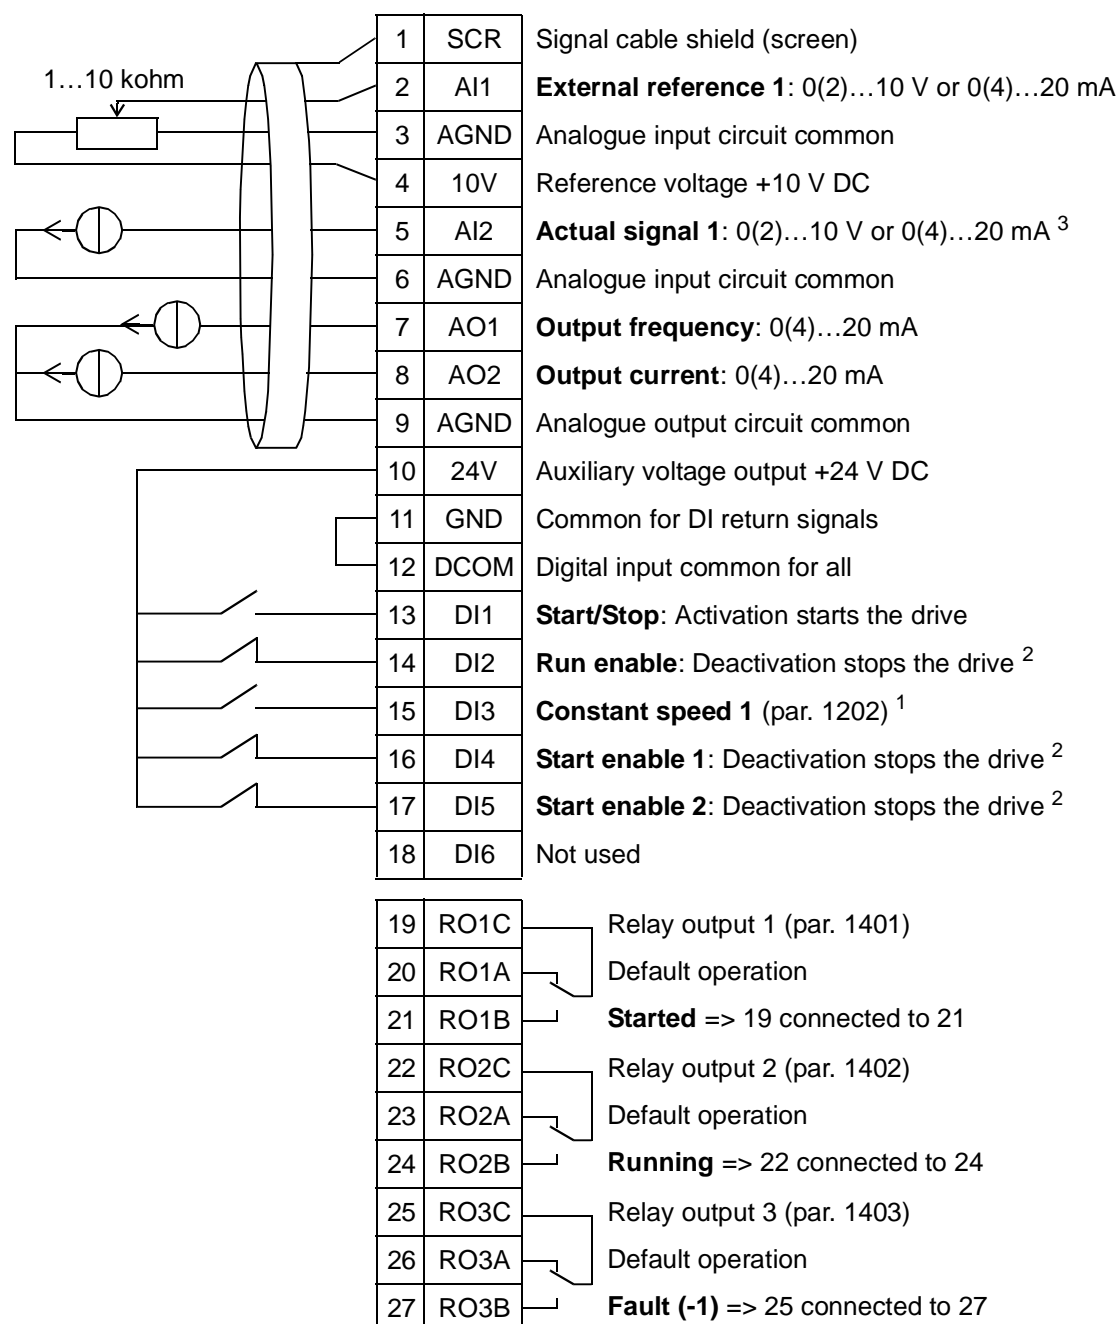 1 SCR Signal cable shield (screen)
1…10 kohm
2 AI1 External reference 1: 0(2)…10 V or 0(4)…20 mA
3 AGND Analogue input circuit common
4 10V Reference voltage +10 V DC
5 AI2 Actual signal 1: 0(2)…10 V or 0(4)…20 mA 3
6 AGND Analogue input circuit common
7 AO1 Output frequency: 0(4)…20 mA
8 AO2 Output current: 0(4)…20 mA
9 AGND Analogue output circuit common
10 24V Auxiliary voltage output +24 V DC
11 GND Common for DI return signals
12 DCOM Digital input common for all
13 DI1 Start/Stop: Activation starts the drive
14 DI2 Run enable: Deactivation stops the drive 2
15 DI3 Constant speed 1 (par. 1202) 1
16 DI4 Start enable 1: Deactivation stops the drive 2
17 DI5 Start enable 2: Deactivation stops the drive 2
18 DI6 Not used
19 RO1C Relay output 1 (par. 1401)
20 RO1A Default operation
21 RO1B Started => 19 connected to 21
22 RO2C Relay output 2 (par. 1402)
23 RO2A Default operation
24 RO2B Running => 22 connected to 24
25 RO3C Relay output 3 (par. 1403)
26 RO3A Default operation
27 RO3B Fault (-1) => 25 connected to 27